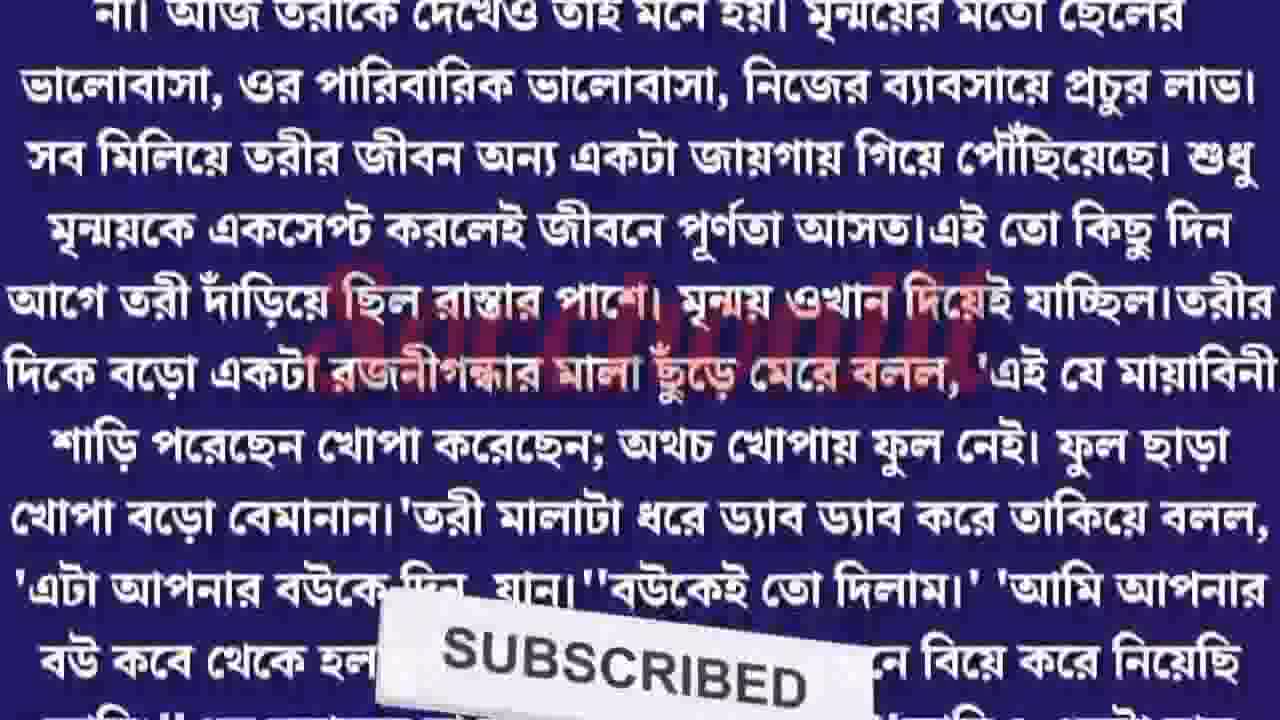 না। আজ তরীকে দেখেও তাই মনে হয়। মৃন্ময়ের মতো ছেলের
ভালোবাসা, ওর পারিবারিক ভালোবাসা, নিজের ব্যাবসায়ে প্রচুর লাভ।
সব মিলিয়ে তরীর জীবন অন্য একটা জায়গায় গিয়ে পৌঁছিয়েছে। শুধু
মৃন্ময়কে একসেপ্ট করলেই জীবনে পূর্ণতা আসত।এই তো কিছু দিন
আগে তরী দাঁড়িয়ে ছিল রাস্তার পাশে। মৃন্ময় ওখান দিয়েই যাচ্ছিল।তরীর
দিকে বড়ো একটা রজনীগন্ধার মালা ছুঁড়ে মেরে বলল, 'এই যে মায়াবিনী
শাড়ি পরেছেন খোপা করেছেন; অথচ খোপায় ফুল নেই। ফুল ছাড়া
খোপা বড়ো বেমানান।'তরী মালাটা ধরে ড্যাব ড্যাব করে তাকিয়ে বলল,
'এটা আপনার বউকে দিন, যান।''বউকেই তো দিলাম।' 'আমি আপনার
বউ কবে থেকে হল
নে বিয়ে করে নিয়েছি
SUBSCRIBED